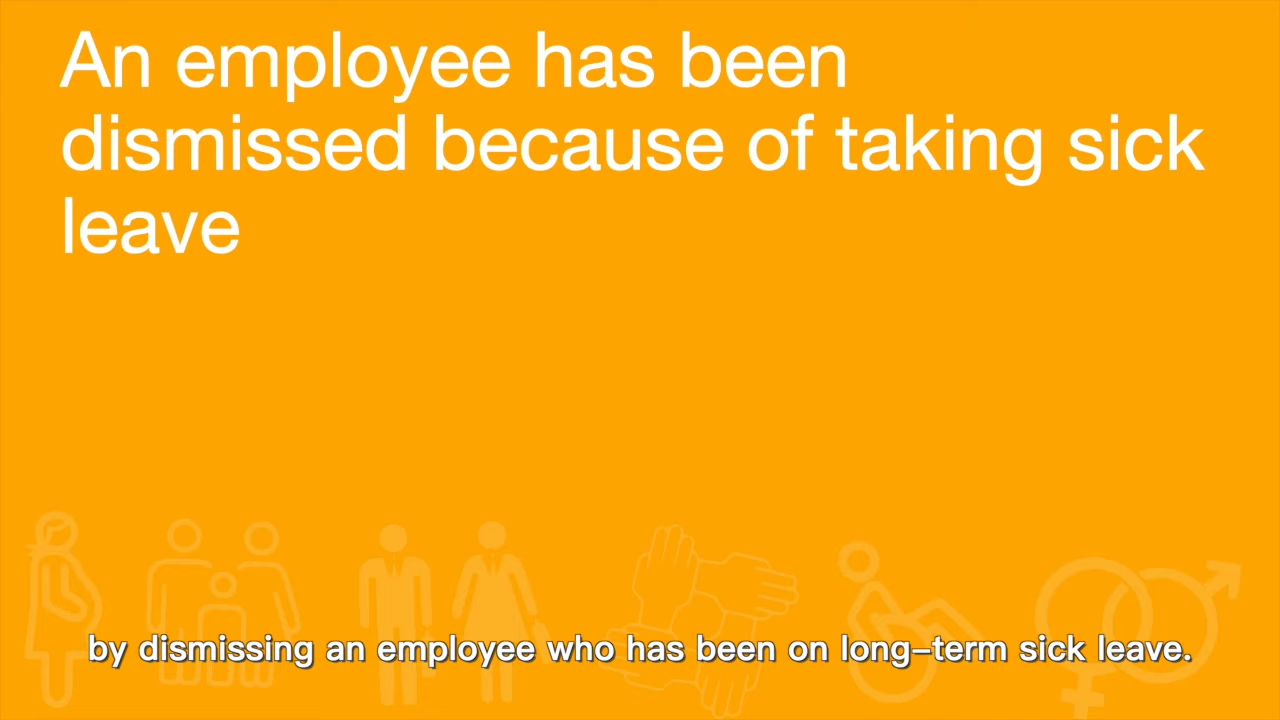 An employee has been
dismissed because of taking sick
leave
by dismissing an employee who has been on long–term sick leave.